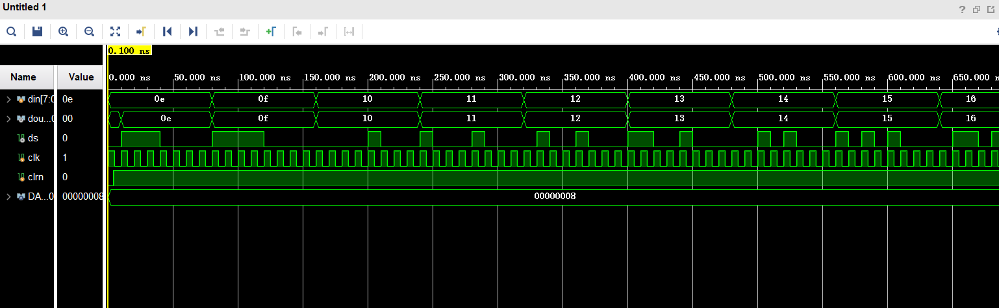 Untitled 1
?
0.100 ns
Name Value
0.000 ns 50.000 ns 100.000 ns 150.000 ns 200.000 ns 250.000 ns 300.000 ns 350.000 ns 400.000 ns 450.000 ns 500.000 ns 550.000 ns 600.000 ns 650.000 n
din[7:0 0e 0e 0f 10 11 12 13 14 15 16
dou...0 00 0e 0f 10 11 12 13 14 15 16
ds 0
clk 1
clrn 0
DA...0 00000008 00000008